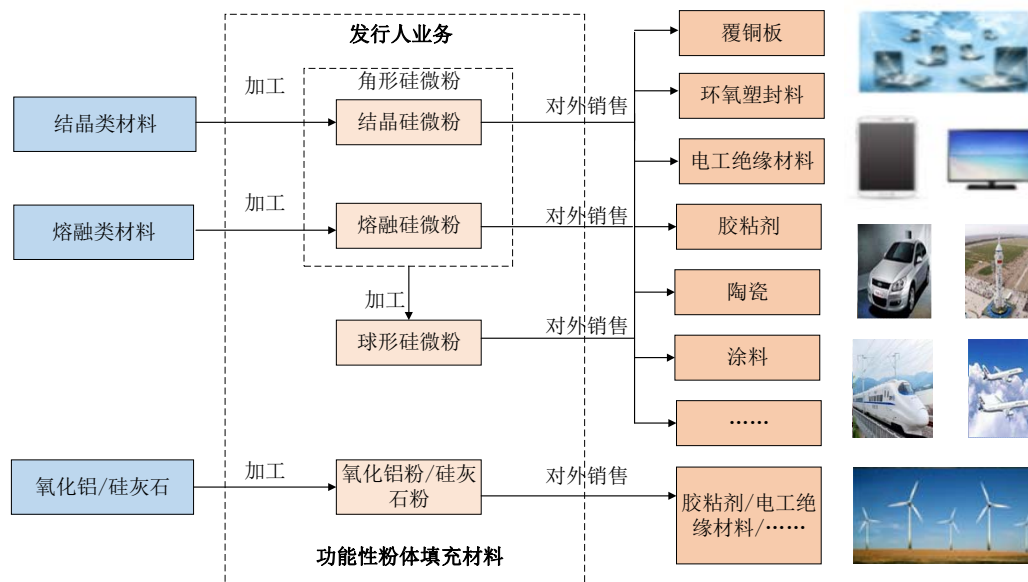 发行人业务
覆铜板
加工
角形硅微粉
对外销售
环氧塑封料
结晶类材料
结晶硅微粉
电工绝缘材料
加工
对外销售
熔融类材料
熔融硅微粉
胶粘剂
加工
陶瓷
对外销售
球形硅微粉
涂料
……
加工
对外销售
氧化铝/硅灰石
氧化铝粉/硅灰
石粉
胶粘剂/电工绝
缘材料/……
功能性粉体填充材料